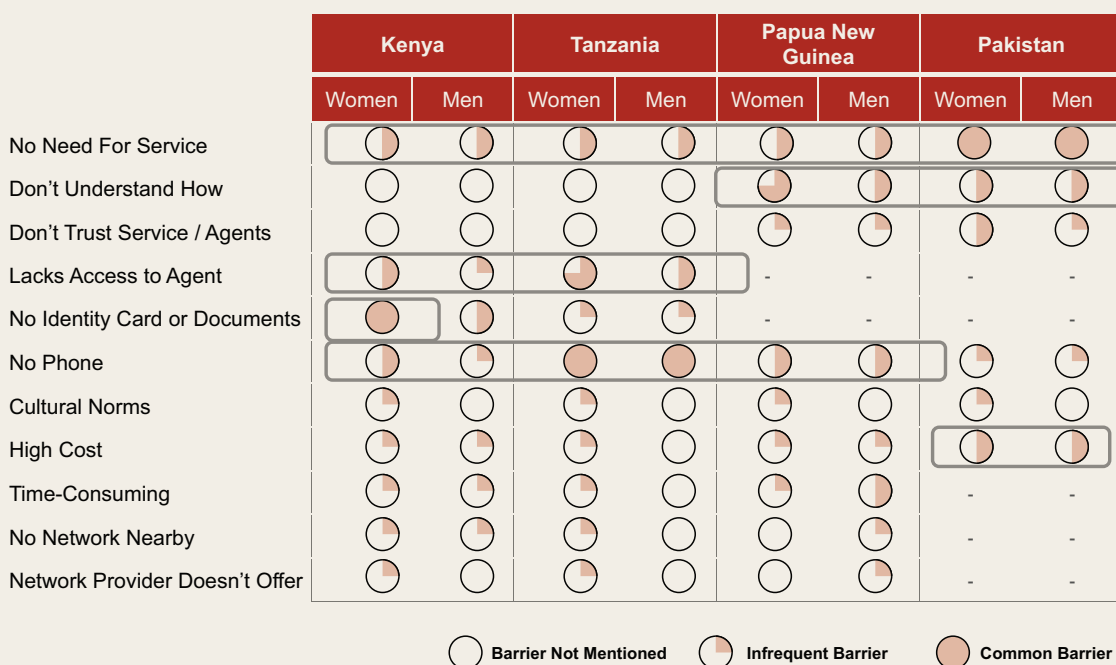 Kenya Tanzania Papua New Guinea Pakistan
Women Men Women Men Women Men Women Men
No Need For Service
Don’t Understand How
Don’t Trust Service / Agents
Lacks Access to Agent - - - -
No Identity Card or Documents - - - -
No Phone
Cultural Norms
High Cost
Time-Consuming - -
No Network Nearby - -
Network Provider Doesn’t Offer - -
Barrier Not Mentioned Infrequent Barrier Common Barrier